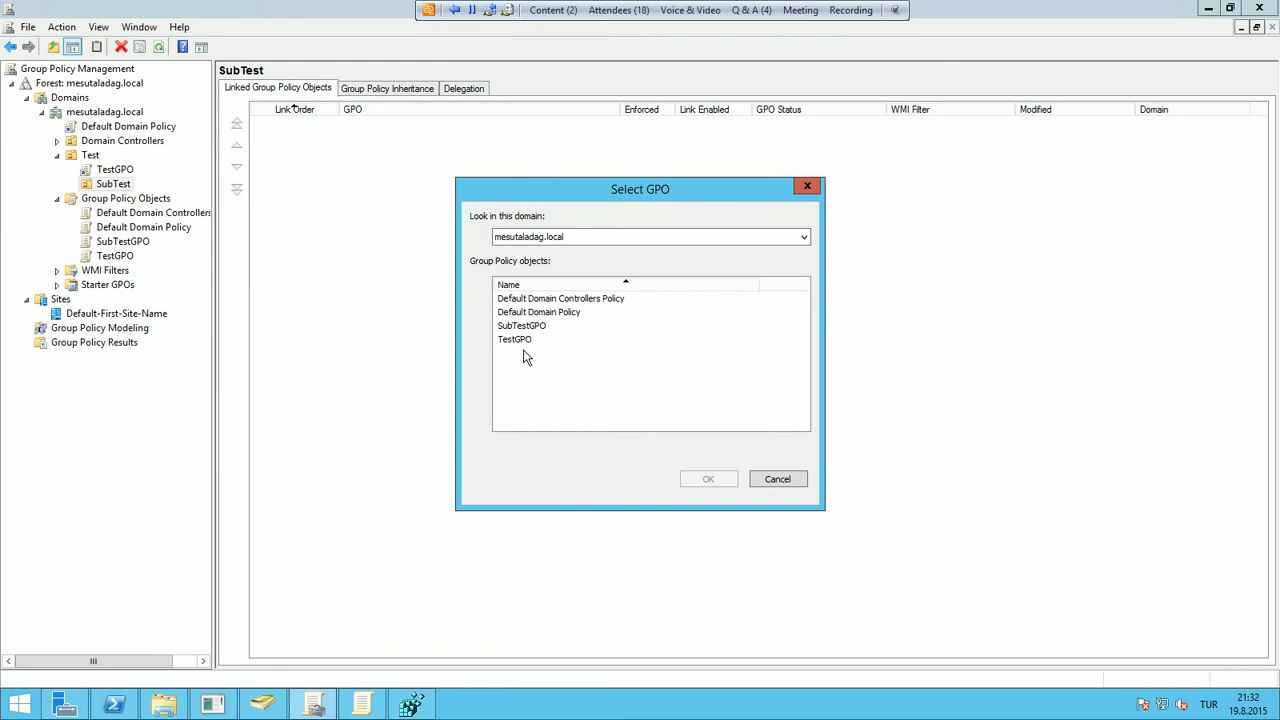 Content (2) Attendees (18) Voice & Video Q & A (4) Meeting Recording
File Action View Window Help
Group Policy Management
Forest: mesutaladag.local
Domains
mesutaladag.local
Default Domain Policy
Domain Controllers
Test
TestGPO
SubTest
Group Policy Objects
Default Domain Controllers
Default Domain Policy
SubTestGPO
TestGPO
WMI Filters
Starter GPOs
Sites
Default-First-Site-Name
Group Policy Modeling
Group Policy Results
SubTest
Linked Group Policy Objects Group Policy Inheritance Delegation
Link Order GPO Enforced Link Enabled GPO Status WMI Filter Modified Domain
Select GPO
Look in this domain:
mesutaladag.local
Group Policy objects:
Name
Default Domain Controllers Policy
Default Domain Policy
SubTestGPO
TestGPO
OK Cancel
TUR
21:32
19.8.2015